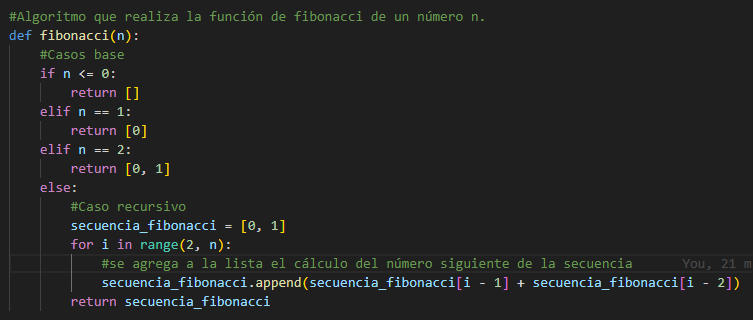 #Algoritmo que realiza la función de fibonacci de un número n.
def fibonacci(n):
    #Casos base
    if n <= 0:
        return []
    elif n == 1:
        return [0]
    elif n == 2:
        return [0, 1]
    else:
        #Caso recursivo
        secuencia_fibonacci = [0, 1]
        for i in range(2, n):
            #se agrega a la lista el cálculo del número siguiente de la secuencia     You, 21 m
            secuencia_fibonacci.append(secuencia_fibonacci[i - 1] + secuencia_fibonacci[i - 2])
        return secuencia_fibonacci